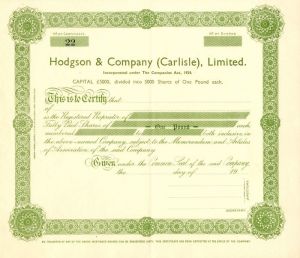 22
Hodgson & Company (Carlisle), Limited.
Incorporated under The Companies Act, 1929.
CAPITAL £5000, divided into 5000 Shares of One Pound each.
This is to Certify that
of
is the Registered Proprietor of
Fully Paid Shares of One Pound each,
numbered to both inclusive in
the above-named Company, subject to the Memorandum and Articles
of Association of the said Company.
Given under the Common Seal of the said Company,
the day of 19